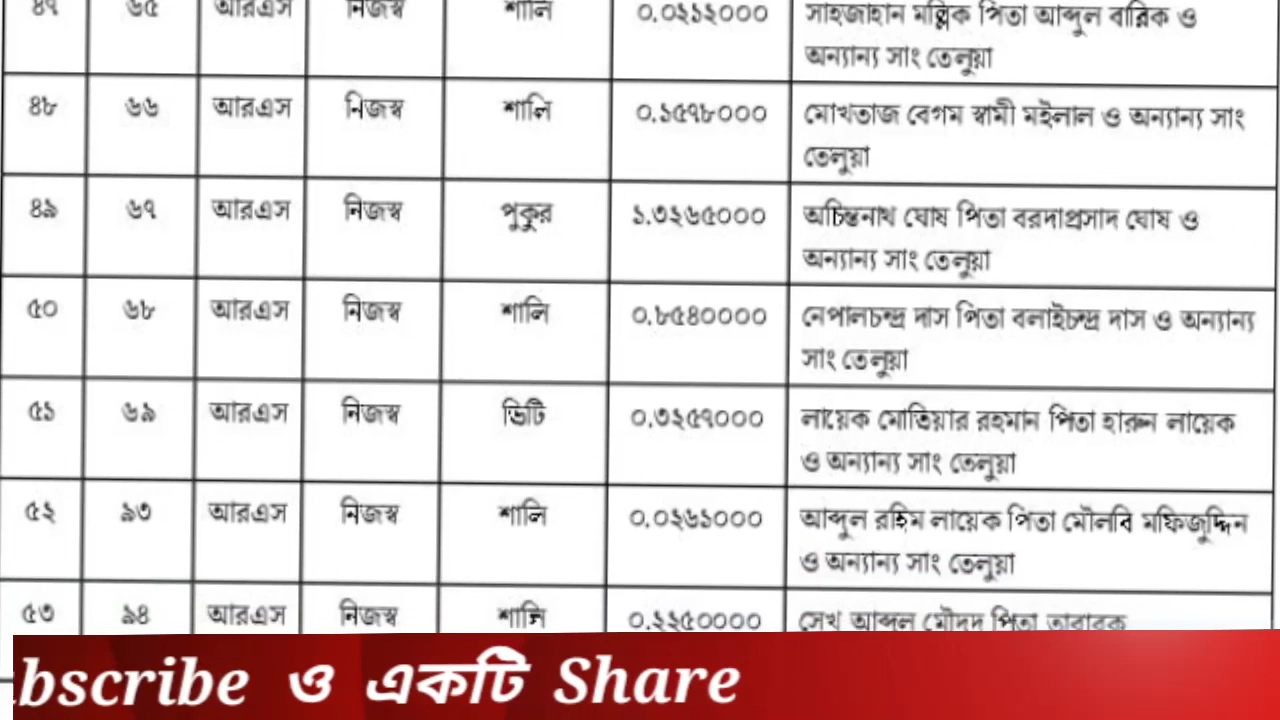 ৪৭ ৬৫ আরএস নিজস্ব শালি ০.০২১২০০০ সাহজাহান মল্লিক পিতা আব্দুল বারিক ও
অন্যান্য সাং তেলুয়া
৪৮ ৬৬ আরএস নিজস্ব শালি ০.১৫৭৮০০০ মোখতাজ বেগম স্বামী মইলাল ও অন্যান্য সাং
তেলুয়া
৪৯ ৬৭ আরএস নিজস্ব পুকুর ১.৩২৬৫০০০ অচিন্তনাথ ঘোষ পিতা বরদাপ্রসাদ ঘোষ ও
অন্যান্য সাং তেলুয়া
৫০ ৬৮ আরএস নিজস্ব শালি ০.৮৫৪০০০০ নেপালচন্দ্র দাস পিতা বলাইচন্দ্র দাস ও অন্যান্য
সাং তেলুয়া
৫১ ৬৯ আরএস নিজস্ব ভিটি ০.৩২৫৭০০০ লায়েক মোতিয়ার রহমান পিতা হারুন লায়েক
ও অন্যান্য সাং তেলুয়া
৫২ ৯৩ আরএস নিজস্ব শালি ০.০২৬১০০০ আব্দুল রহিম লায়েক পিতা মৌলবি মফিজুদ্দিন
ও অন্যান্য সাং তেলুয়া
৫৩ ৯৪ আরএস নিজস্ব শালি ০.২২৫০০০০ সেখ আব্দুল মৌদুদ পিতা তাবারক
bscribe ও একটি Share